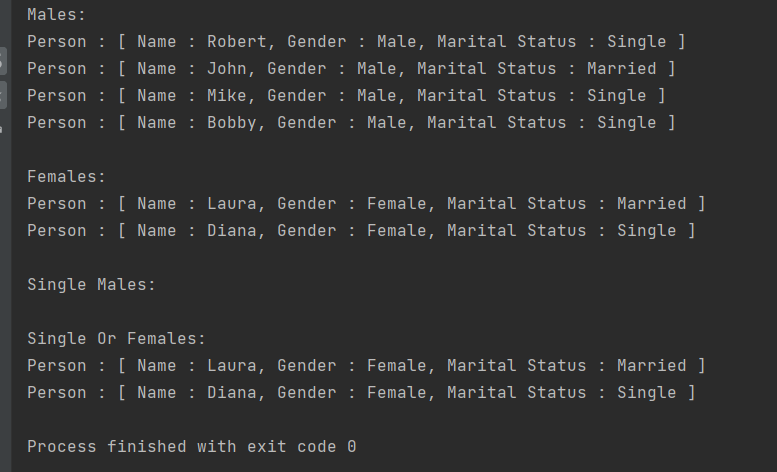 Males:
Person : [ Name : Robert, Gender : Male, Marital Status : Single ]
Person : [ Name : John, Gender : Male, Marital Status : Married ]
Person : [ Name : Mike, Gender : Male, Marital Status : Single ]
Person : [ Name : Bobby, Gender : Male, Marital Status : Single ]
Females:
Person : [ Name : Laura, Gender : Female, Marital Status : Married ]
Person : [ Name : Diana, Gender : Female, Marital Status : Single ]
Single Males:
Single Or Females:
Person : [ Name : Laura, Gender : Female, Marital Status : Married ]
Person : [ Name : Diana, Gender : Female, Marital Status : Single ]
Process finished with exit code 0